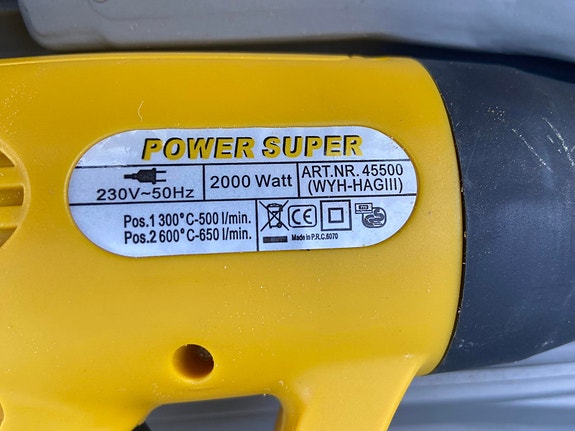 POWER SUPER
230V~50Hz
2000 Watt
ART.NR. 45500
(WYH-HAGIII)
Pos.1 300°C-500 l/min.
Pos.2 600°C-650 l/min.
CE
Made in P.R.C.6070